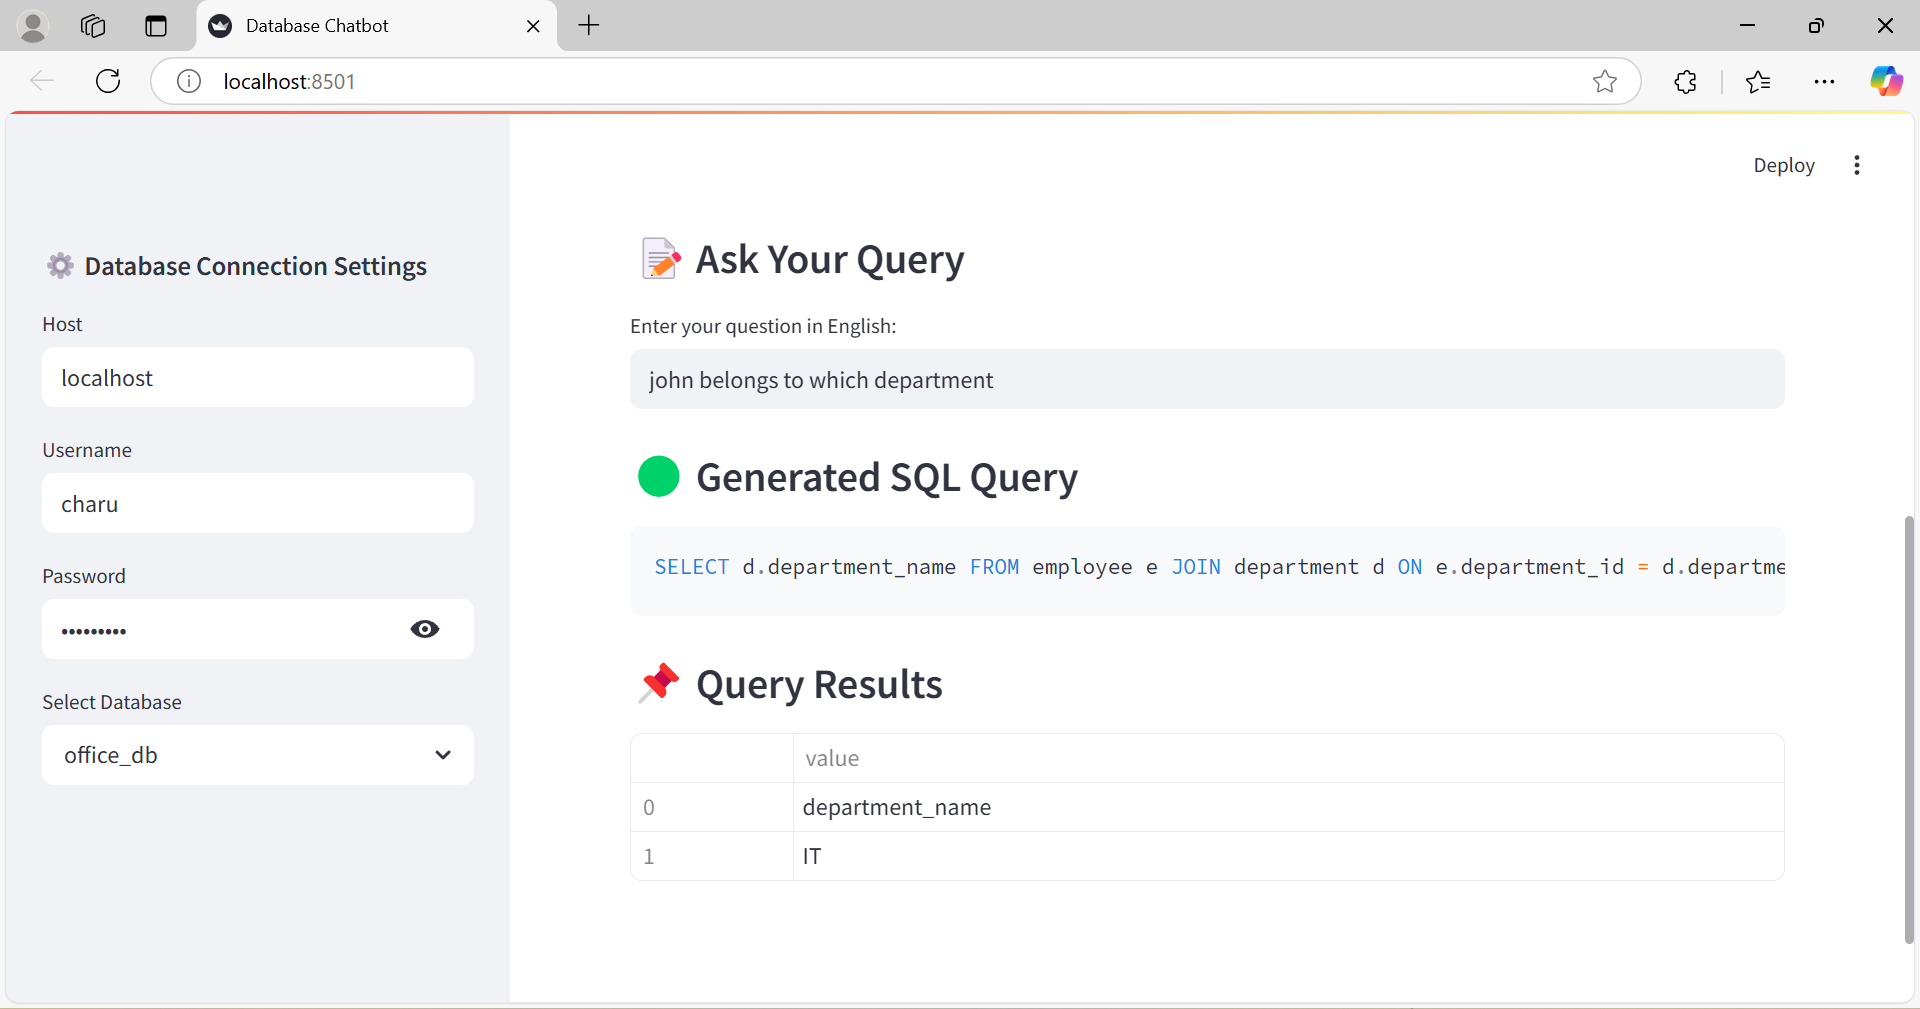 Database Chatbot
localhost:8501
Deploy
Database Connection Settings
Host
localhost
Username
charu
Password
•••••••••
Select Database
office_db
Ask Your Query
Enter your question in English:
john belongs to which department
Generated SQL Query
SELECT d.department_name FROM employee e JOIN department d ON e.department_id = d.departme
Query Results
value
0 department_name
1 IT